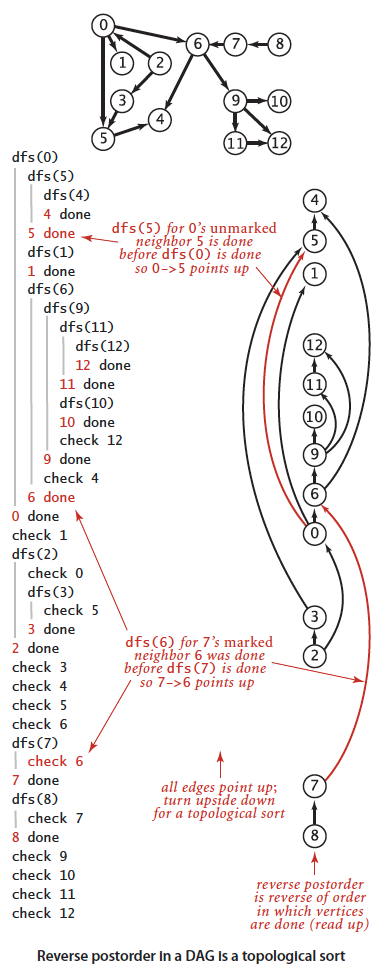 0
6
7
8
1
2
3
4
9
10
5
11
12
dfs(0)
dfs(5)
dfs(4)
4 done
5 done
dfs(1)
1 done
dfs(6)
dfs(9)
dfs(11)
dfs(12)
12 done
11 done
dfs(10)
10 done
check 12
9 done
check 4
6 done
0 done
check 1
dfs(2)
check 0
dfs(3)
check 5
3 done
2 done
check 3
check 4
check 5
check 6
dfs(7)
check 6
7 done
dfs(8)
check 7
8 done
check 9
check 10
check 11
check 12
dfs(5) for 0's unmarked
neighbor 5 is done
before dfs(0) is done
so 0->5 points up
dfs(6) for 7's marked
neighbor 6 was done
before dfs(7) is done
so 7->6 points up
all edges point up;
turn upside down
for a topological sort
4
5
1
12
11
10
9
6
0
3
2
7
8
reverse postorder
is reverse of order
in which vertices
are done (read up)
Reverse postorder in a DAG is a topological sort